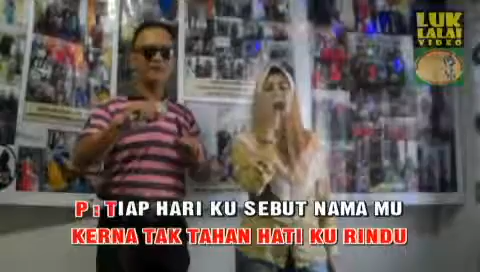 LUK
LALAI
VIDEO
P : TIAP HARI KU SEBUT NAMA MU
KERNA TAK TAHAN HATI KU RINDU